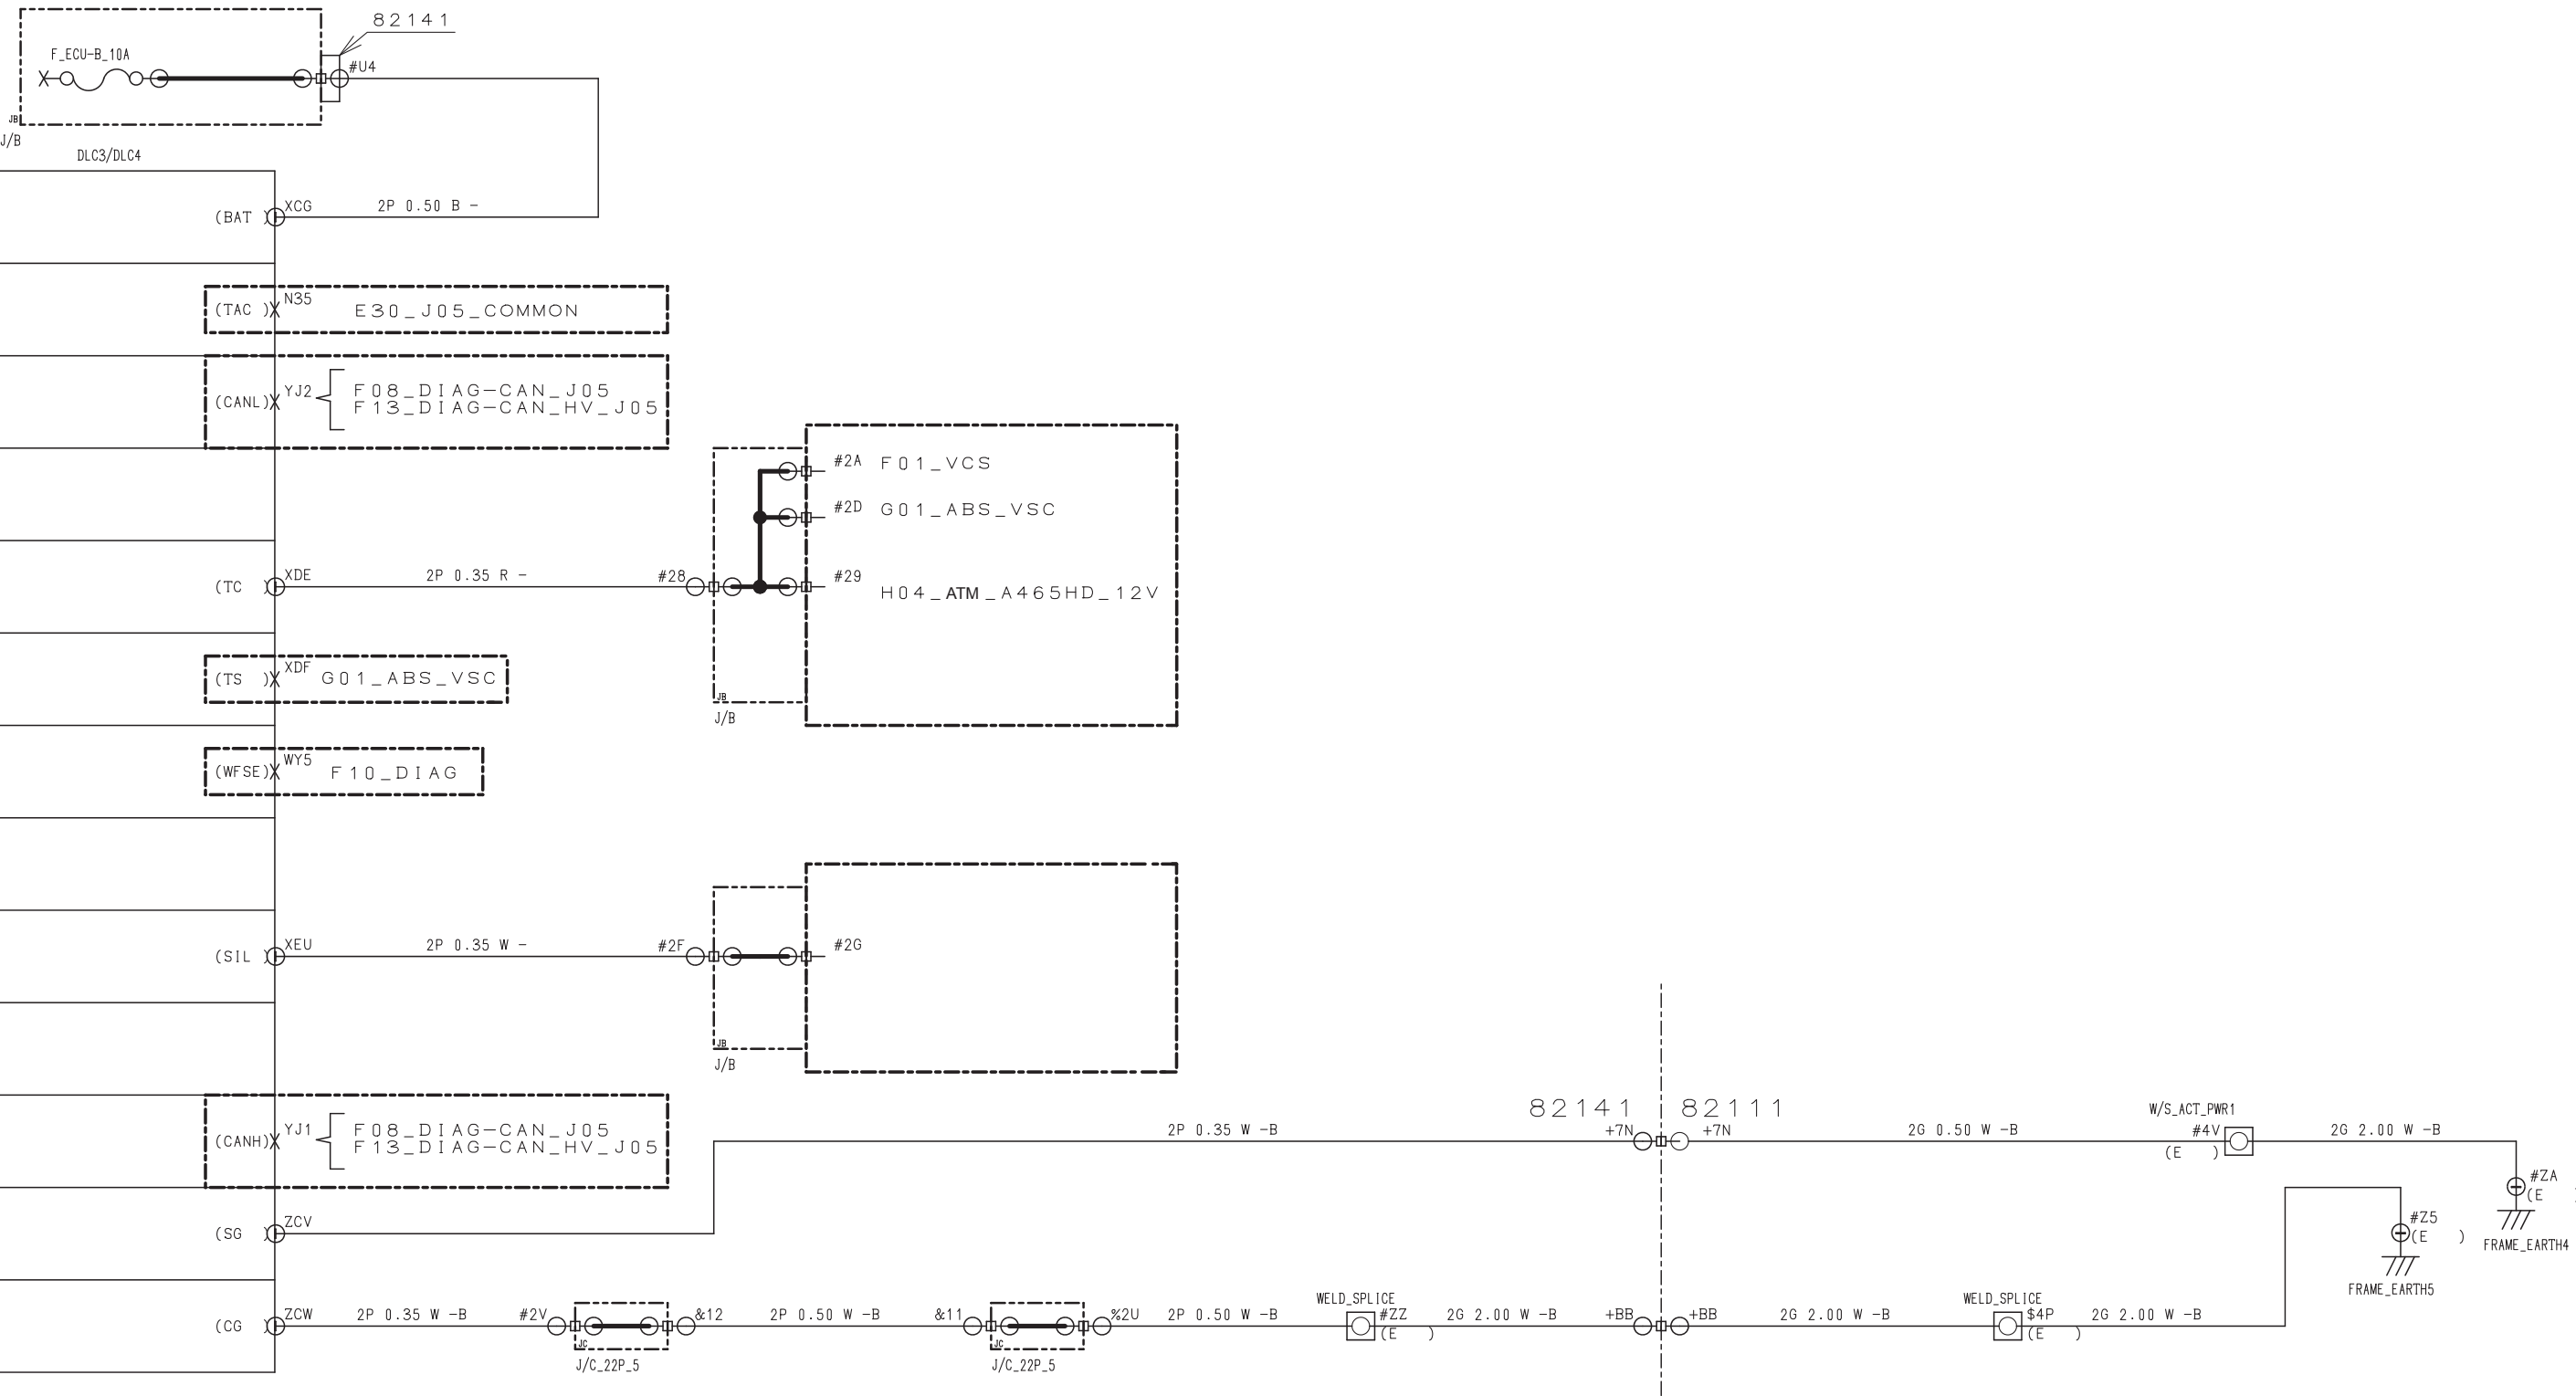 82141
F_ECU-B_10A
#U4
JB
J/B
DLC3/DLC4
(BAT ) XCG 2P 0.50 B -
(TAC ) N35 E30_J05_COMMON
(CANL) YJ2 F08_DIAG-CAN_J05
F13_DIAG-CAN_HV_J05
#2A F01_VCS
#2D G01_ABS_VSC
(TC ) XDE 2P 0.35 R - #28 #29
H04_ATM_A465HD_12V
(TS ) XDF G01_ABS_VSC
JB
J/B
(WFSE) WY5 F10_DIAG
(SIL ) XEU 2P 0.35 W - #2F #2G
JB
J/B
82141 82111
W/S_ACT_PWR1
(CANH) YJ1 F08_DIAG-CAN_J05
F13_DIAG-CAN_HV_J05
2P 0.35 W -B +7N +7N 2G 0.50 W -B #4V 2G 2.00 W -B
(E )
#ZA
(E
FRAME_EARTH4
(SG ) ZCV
#Z5
(E )
FRAME_EARTH5
WELD_SPLICE WELD_SPLICE
(CG ) ZCW 2P 0.35 W -B #2V &12 2P 0.50 W -B &11 %2U 2P 0.50 W -B #ZZ 2G 2.00 W -B +BB +BB 2G 2.00 W -B $4P 2G 2.00 W -B
(E ) (E )
JC JC
J/C_22P_5 J/C_22P_5